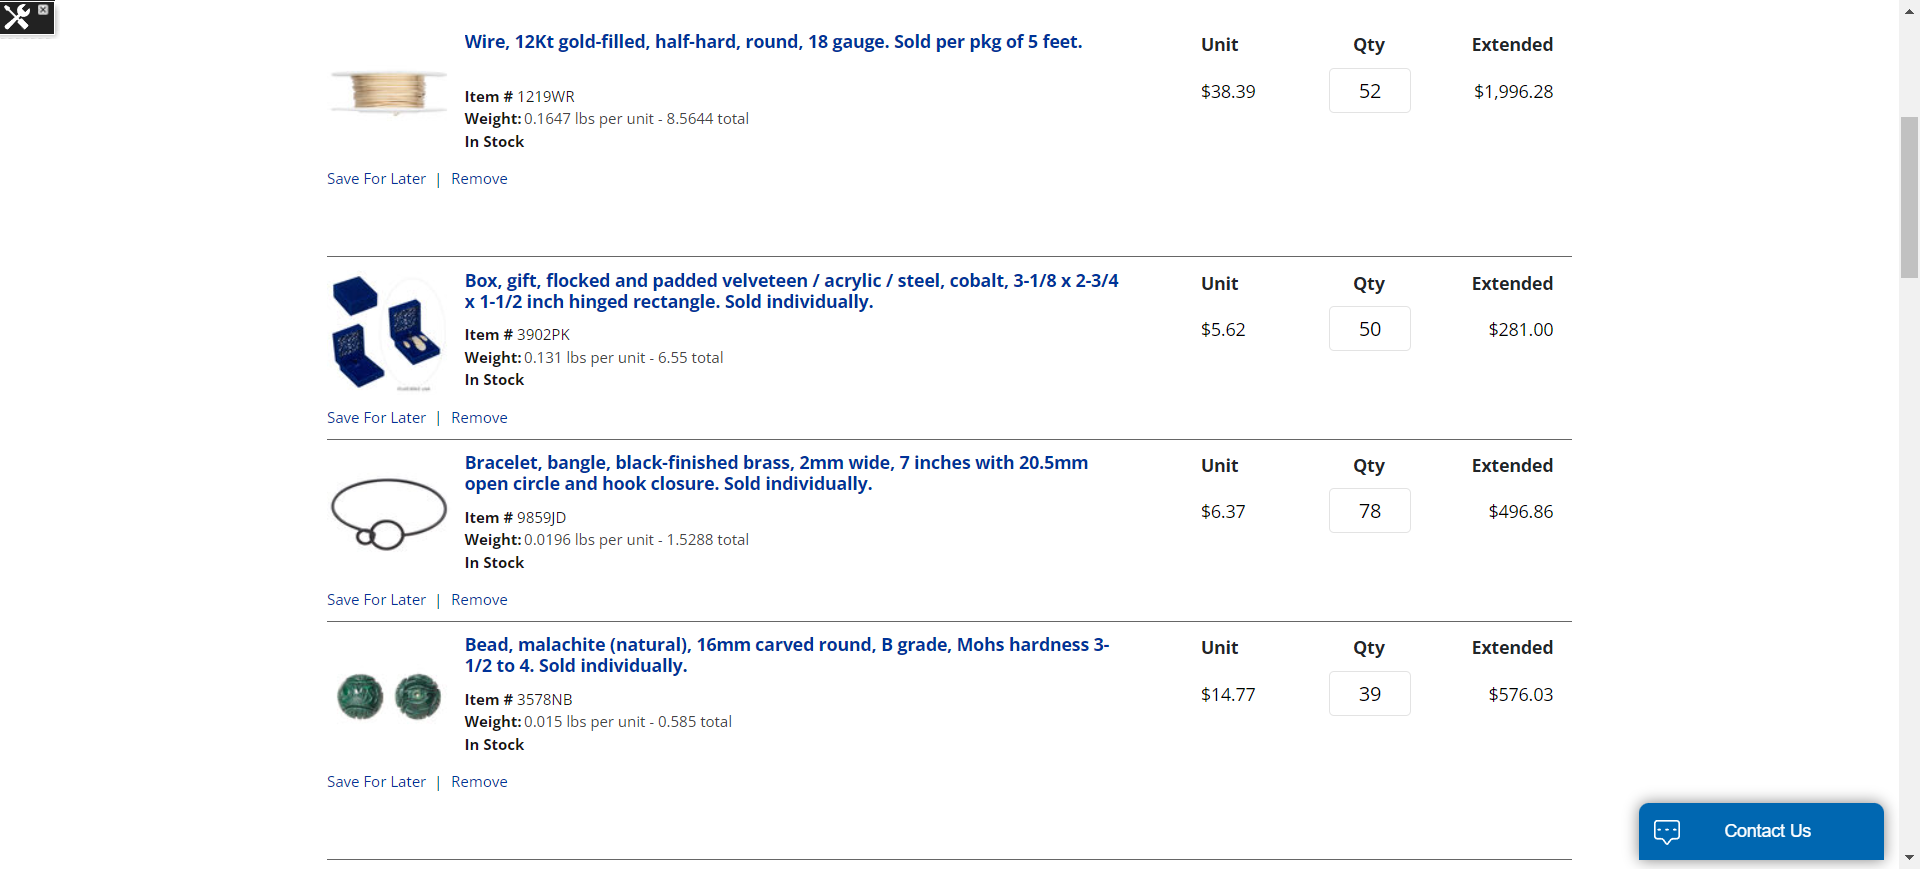 Wire, 12Kt gold-filled, half-hard, round, 18 gauge. Sold per pkg of 5 feet.
Unit Qty Extended
$38.39 52 $1,996.28
Item # 1219WR
Weight: 0.1647 lbs per unit - 8.5644 total
In Stock
Save For Later | Remove
Box, gift, flocked and padded velveteen / acrylic / steel, cobalt, 3-1/8 x 2-3/4
x 1-1/2 inch hinged rectangle. Sold individually.
Unit Qty Extended
$5.62 50 $281.00
Item # 3902PK
Weight: 0.131 lbs per unit - 6.55 total
In Stock
Save For Later | Remove
Bracelet, bangle, black-finished brass, 2mm wide, 7 inches with 20.5mm
open circle and hook closure. Sold individually.
Unit Qty Extended
$6.37 78 $496.86
Item # 9859JD
Weight: 0.0196 lbs per unit - 1.5288 total
In Stock
Save For Later | Remove
Bead, malachite (natural), 16mm carved round, B grade, Mohs hardness 3-
1/2 to 4. Sold individually.
Unit Qty Extended
$14.77 39 $576.03
Item # 3578NB
Weight: 0.015 lbs per unit - 0.585 total
In Stock
Save For Later | Remove
Contact Us